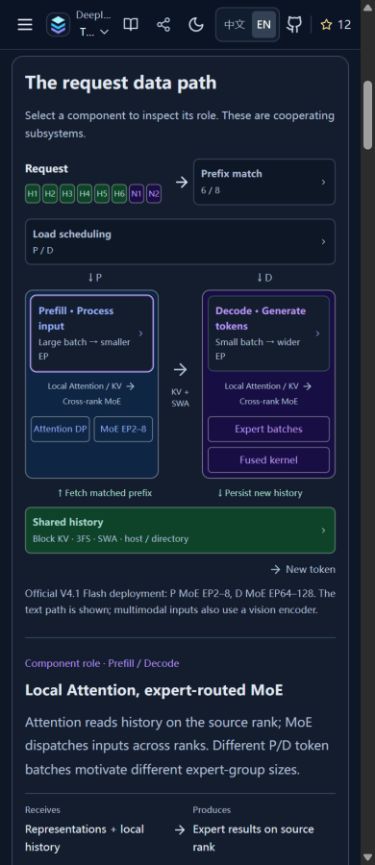 Deepl...
T...
中文
EN
12
The request data path
Select a component to inspect its role. These are cooperating
subsystems.
Request
H1 H2 H3 H4 H5 H6 N1 N2
→
Prefix match
6 / 8
Load scheduling
P / D
↓ P
↓ D
Prefill • Process
input
Large batch → smaller
EP
Local Attention / KV →
Cross-rank MoE
Attention DP
MoE EP2–8
→
KV +
SWA
Decode • Generate
tokens
Small batch → wider
EP
Local Attention / KV →
Cross-rank MoE
Expert batches
Fused kernel
↑ Fetch matched prefix
↓ Persist new history
Shared history
Block KV · 3FS · SWA · host / directory
→ New token
Official V4.1 Flash deployment: P MoE EP2–8, D MoE EP64–128. The
text path is shown; multimodal inputs also use a vision encoder.
Component role · Prefill / Decode
Local Attention, expert-routed MoE
Attention reads history on the source rank; MoE
dispatches inputs across ranks. Different P/D token
batches motivate different expert-group sizes.
Receives
Representations + local
history
→
Produces
Expert results on source
rank